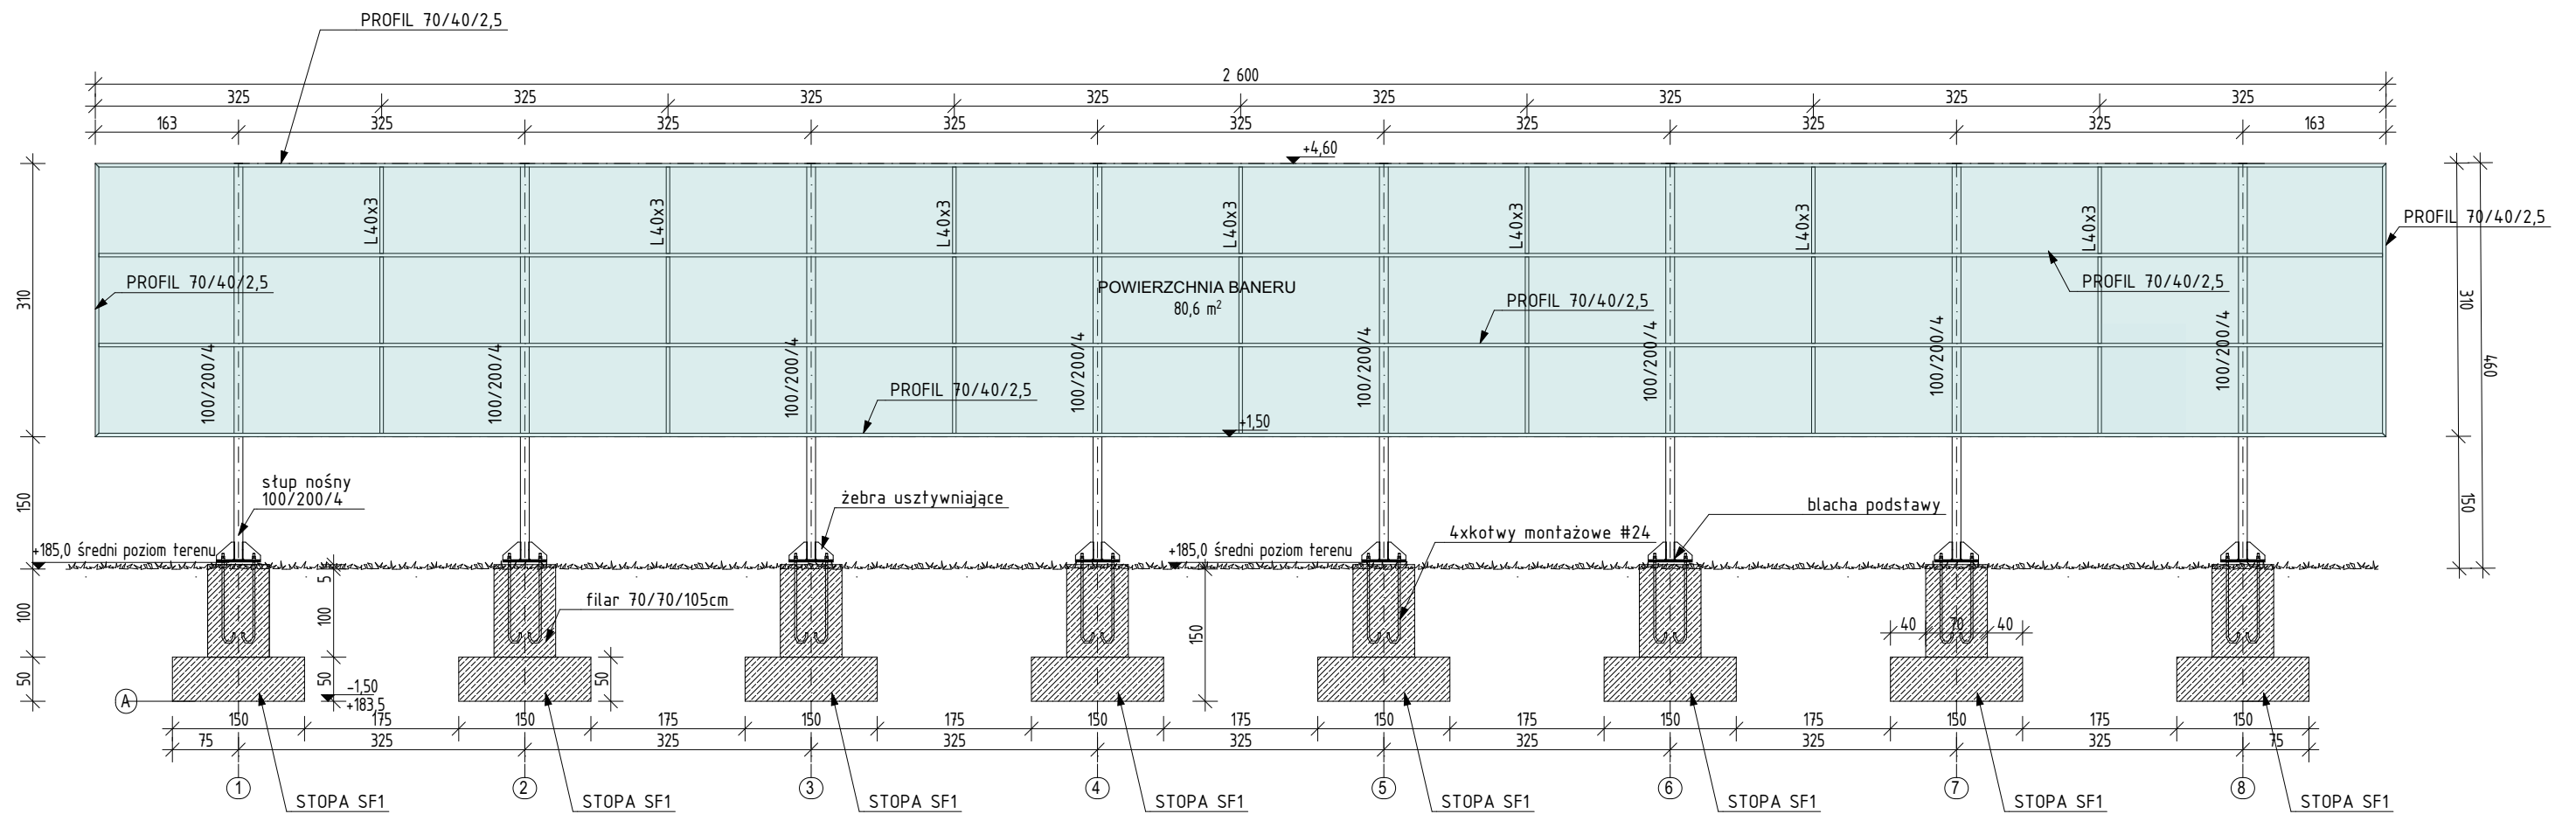 PROFIL 70/40/2,5
2 600
325 325 325 325 325 325 325 325
163 325 325 325 325 325 325 325 163
+4,60
L40x3 L40x3 L40x3 L40x3 L40x3 L40x3 L40x3
PROFIL 70/40/2,5
PROFIL 70/40/2,5
PROFIL 70/40/2,5
POWIERZCHNIA BANERU
80,6 m²
PROFIL 70/40/2,5
310
310
460
100/200/4 100/200/4 100/200/4 100/200/4 100/200/4 100/200/4 100/200/4 100/200/4
PROFIL 70/40/2,5
+1,50
słup nośny
100/200/4
żebra usztywniające
blacha podstawy
4xkotwy montażowe #24
150
150
+185,0 średni poziom terenu
+185,0 średni poziom terenu
5
100
100
filar 70/70/105cm
150
40 70 40
50
50
50
A
-1,50
+183,5
150 175 150 175 150 175 150 175 150 175 150 175 150 175 150
75 325 325 325 325 325 325 325 75
1 2 3 4 5 6 7 8
STOPA SF1 STOPA SF1 STOPA SF1 STOPA SF1 STOPA SF1 STOPA SF1 STOPA SF1 STOPA SF1